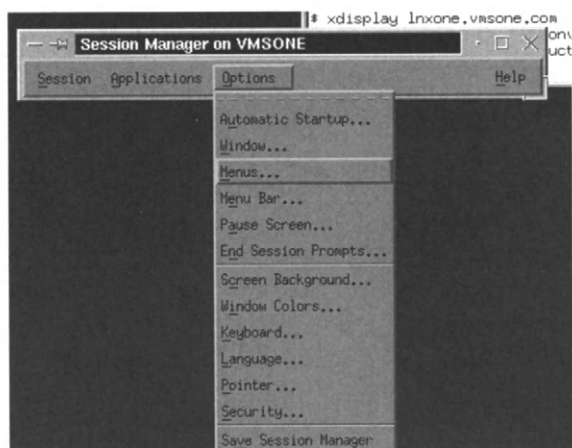 $ xdisplay lnxone.vmsone.com
Session Manager on VMSONE
Session Applications Options Help
Automatic Startup...
Window...
Menus...
Menu Bar...
Pause Screen...
End Session Prompts...
Screen Background...
Window Colors...
Keyboard...
Language...
Pointer...
Security...
Save Session Manager